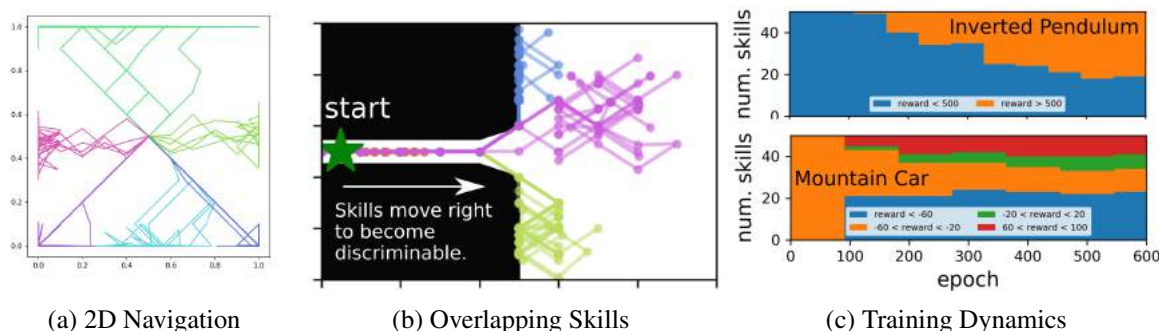 1.0
0.8
0.6
0.4
0.2
0.0
0.0 0.2 0.4 0.6 0.8 1.0
(a) 2D Navigation
start
Skills move right
to become
discriminable.
(b) Overlapping Skills
num. skills
40
20
0
Inverted Pendulum
reward < 500 reward > 500
num. skills
40
20
0
Mountain Car
reward < -60 -20 < reward < 20
-60 < reward < -20 60 < reward < 100
0 100 200 300 400 500 600
epoch
(c) Training Dynamics